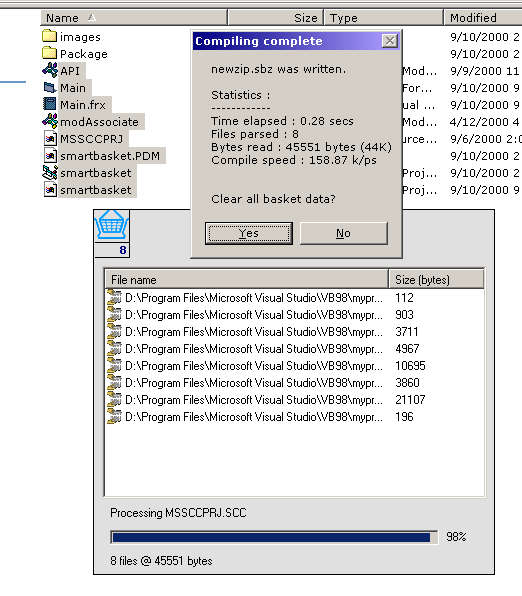 Name Size Type Modified
images 9/10/2000 2
Package 9/10/2000 2
API Mod... 9/9/2000 11
Main For... 9/10/2000 9
Main.frx ual ... 9/10/2000 9
modAssociate Mod... 4/12/2000 4
MSSCCPRJ urce... 9/6/2000 2:0
smartbasket.PDM 9/10/2000 9
smartbasket Proj... 9/10/2000 9
smartbasket Proj... 9/10/2000 9
Compiling complete
newzip.sbz was written.
Statistics :
------------
Time elapsed : 0.28 secs
Files parsed : 8
Bytes read : 45551 bytes (44K)
Compile speed : 158.87 k/ps
Clear all basket data?
Yes No
8
File name Size (bytes)
D:\Program Files\Microsoft Visual Studio\VB98\mypr... 112
D:\Program Files\Microsoft Visual Studio\VB98\mypr... 903
D:\Program Files\Microsoft Visual Studio\VB98\mypr... 3711
D:\Program Files\Microsoft Visual Studio\VB98\mypr... 4967
D:\Program Files\Microsoft Visual Studio\VB98\mypr... 10695
D:\Program Files\Microsoft Visual Studio\VB98\mypr... 3860
D:\Program Files\Microsoft Visual Studio\VB98\mypr... 21107
D:\Program Files\Microsoft Visual Studio\VB98\mypr... 196
Processing MSSCCPRJ.SCC
98%
8 files @ 45551 bytes